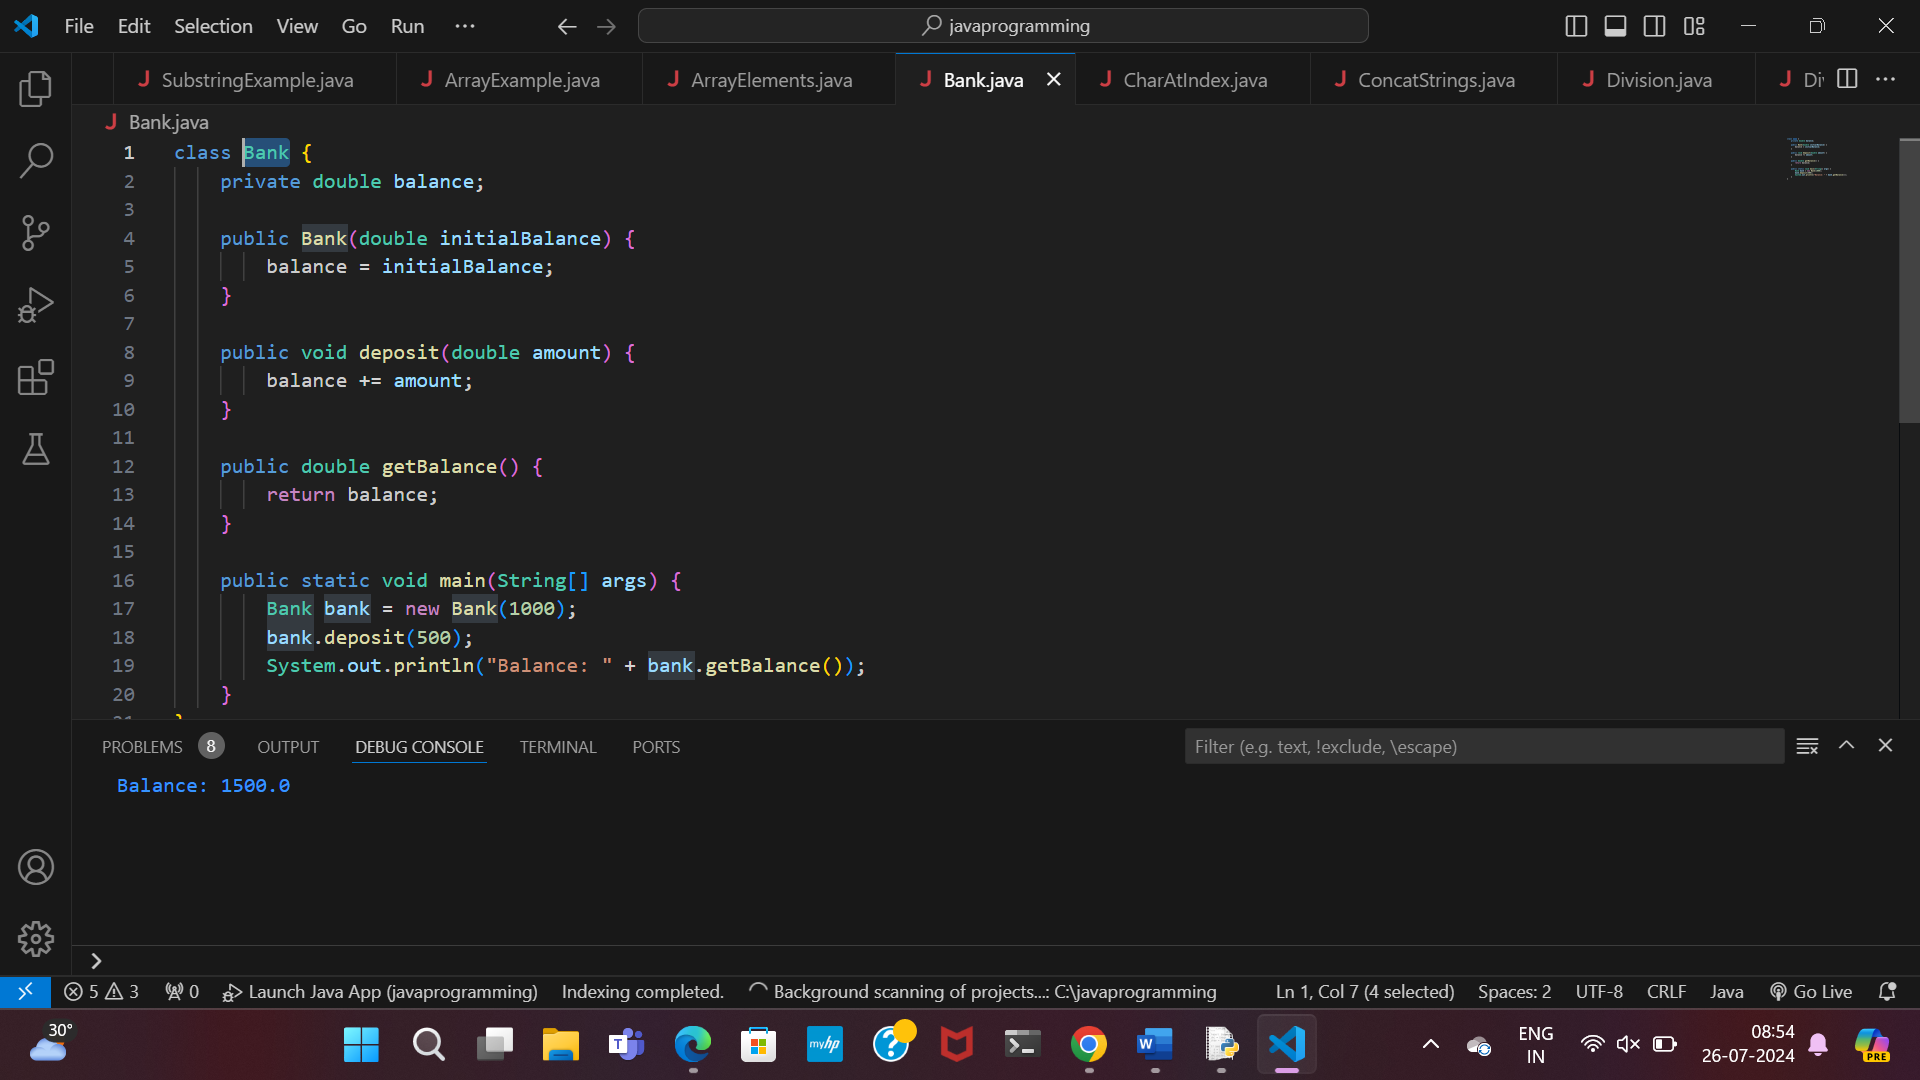 File Edit Selection View Go Run ··· javaprogramming
SubstringExample.java ArrayExample.java ArrayElements.java Bank.java CharAtIndex.java ConcatStrings.java Division.java
Bank.java
1 class Bank {
2 private double balance;
3
4 public Bank(double initialBalance) {
5 balance = initialBalance;
6 }
7
8 public void deposit(double amount) {
9 balance += amount;
10 }
11
12 public double getBalance() {
13 return balance;
14 }
15
16 public static void main(String[] args) {
17 Bank bank = new Bank(1000);
18 bank.deposit(500);
19 System.out.println("Balance: " + bank.getBalance());
20 }
PROBLEMS 8 OUTPUT DEBUG CONSOLE TERMINAL PORTS Filter (e.g. text, !exclude, \escape)
Balance: 1500.0
5 3 0 Launch Java App (javaprogramming) Indexing completed. Background scanning of projects...: C:\javaprogramming Ln 1, Col 7 (4 selected) Spaces: 2 UTF-8 CRLF Java Go Live
30° myhp ENG 08:54
IN 26-07-2024 PRE